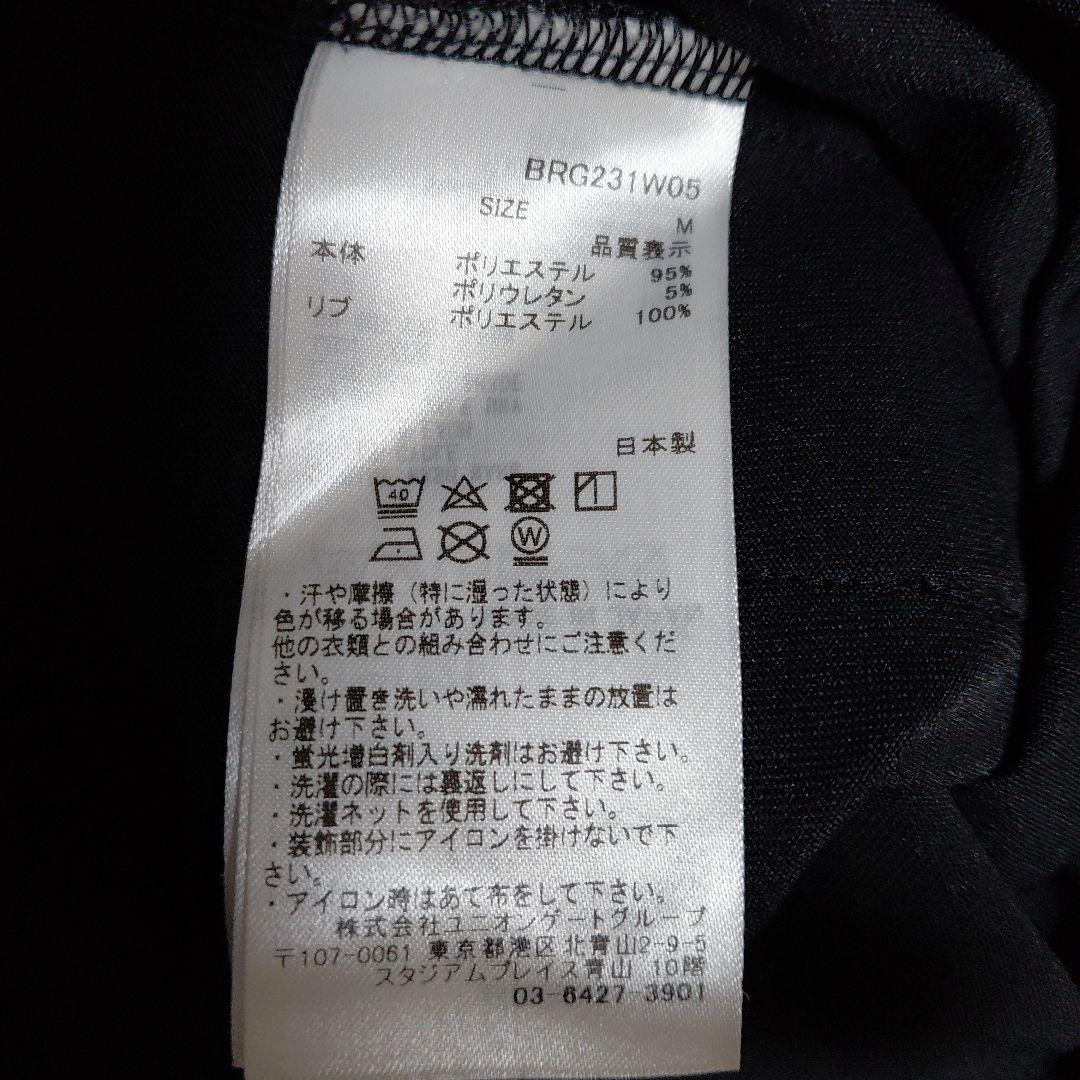 BRG231W05
SIZE
M
品質表示
本体 ポリエステル 95%
ポリウレタン 5%
リブ ポリエステル 100%
日本製
40
W
・汗や摩擦（特に湿った状態）により
色が移る場合があります。
他の衣類との組み合わせにご注意くだ
さい。
・浸け置き洗いや濡れたままの放置は
お避け下さい。
・蛍光増白剤入り洗剤はお避け下さい。
・洗濯の際には裏返しにして下さい。
・洗濯ネットを使用して下さい。
・装飾部分にアイロンを掛けないで下
さい。
・アイロン時はあて布をして下さい。
株式会社ユニオンゲートグループ
〒107-0061 東京都港区北青山2-9-5
スタジアムプレイス青山 10階
03-6427-3901